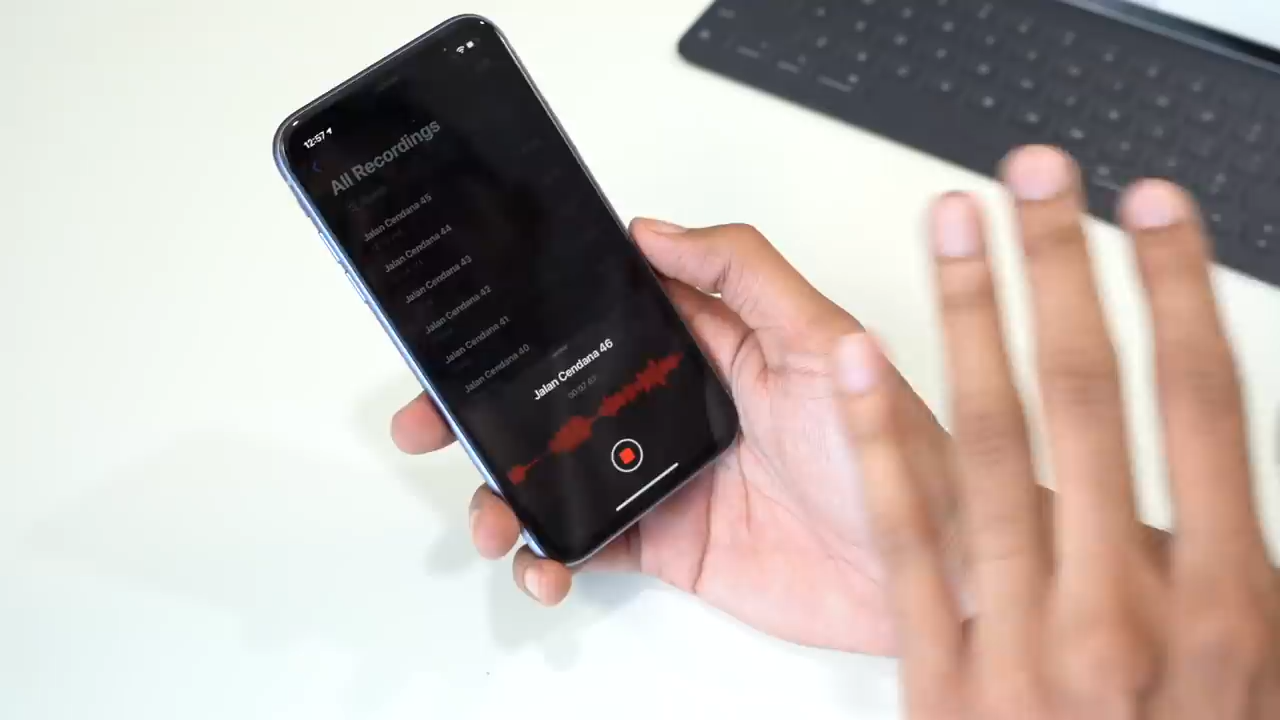 12:57
All Recordings
Jalan Cendana 45
Jalan Cendana 44
Jalan Cendana 43
Jalan Cendana 42
Jalan Cendana 41
Jalan Cendana 40
Jalan Cendana 46